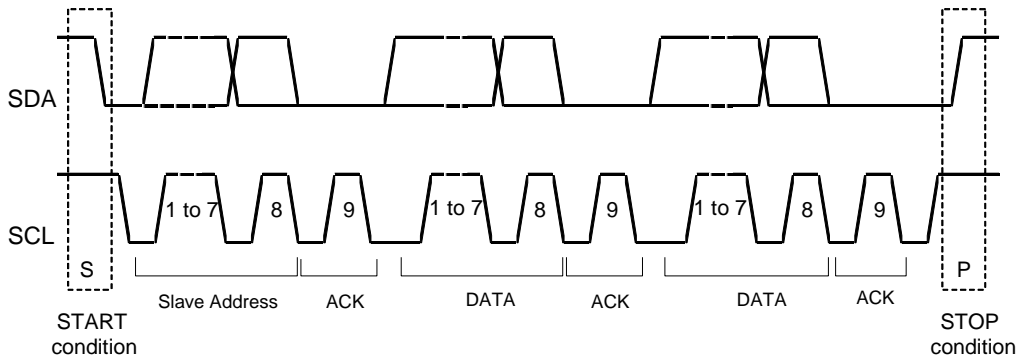 SDA
SCL
1 to 7 8 9 1 to 7 8 9 1 to 7 8 9
S P
Slave Address ACK DATA ACK DATA ACK
START
condition
STOP
condition